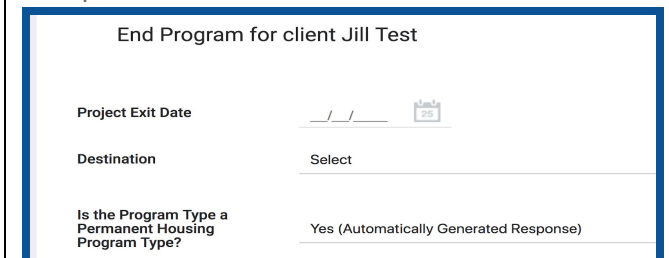 End Program for client Jill Test
Project Exit Date
__/__/____ 25
Destination
Select
Is the Program Type a
Permanent Housing
Program Type?
Yes (Automatically Generated Response)